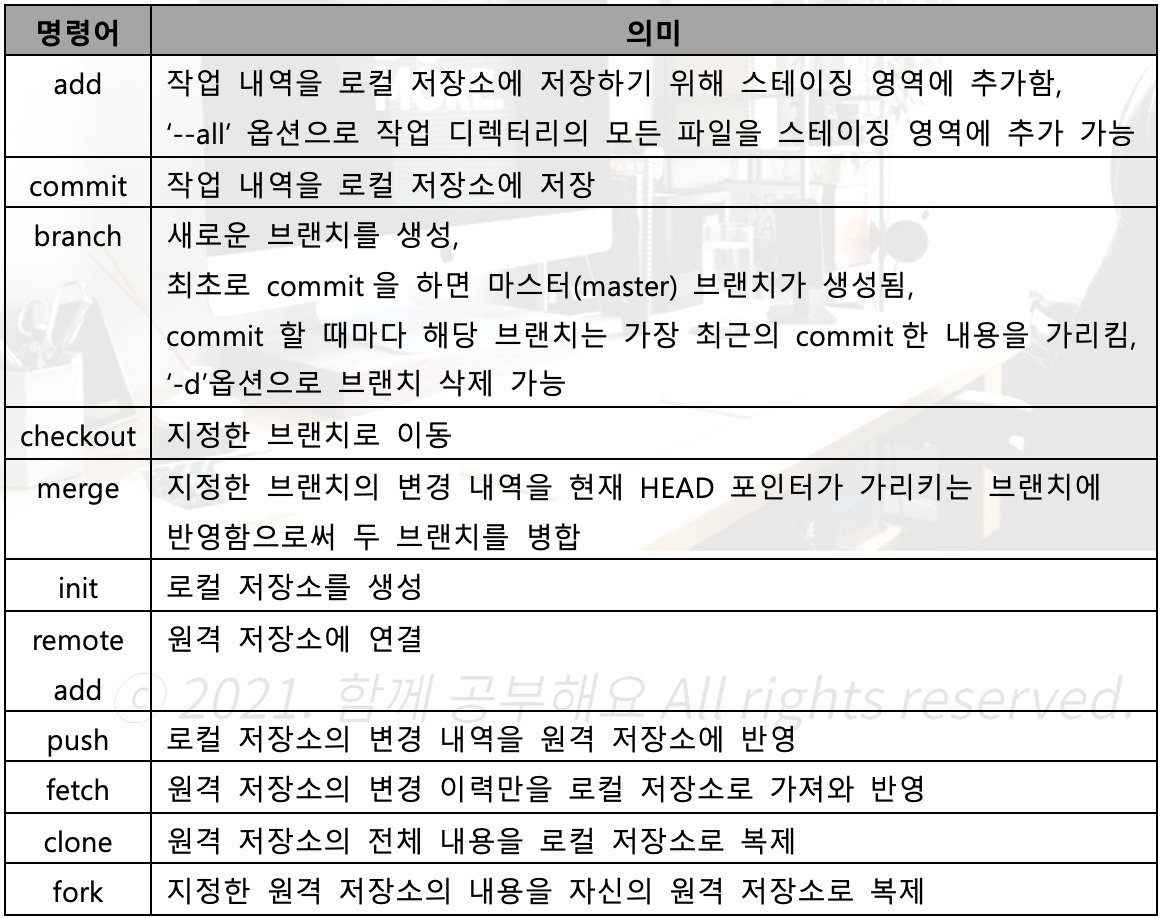 명령어 의미
add 작업 내역을 로컬 저장소에 저장하기 위해 스테이징 영역에 추가함,
‘--all’ 옵션으로 작업 디렉터리의 모든 파일을 스테이징 영역에 추가 가능
commit 작업 내역을 로컬 저장소에 저장
branch 새로운 브랜치를 생성,
최초로 commit을 하면 마스터(master) 브랜치가 생성됨,
commit 할 때마다 해당 브랜치는 가장 최근의 commit한 내용을 가리킴,
‘-d’옵션으로 브랜치 삭제 가능
checkout 지정한 브랜치로 이동
merge 지정한 브랜치의 변경 내역을 현재 HEAD 포인터가 가리키는 브랜치에
반영함으로써 두 브랜치를 병합
init 로컬 저장소를 생성
remote 원격 저장소에 연결
add
ⓒ 2021. 함께 공부해요 All rights reserved.
push 로컬 저장소의 변경 내역을 원격 저장소에 반영
fetch 원격 저장소의 변경 이력만을 로컬 저장소로 가져와 반영
clone 원격 저장소의 전체 내용을 로컬 저장소로 복제
fork 지정한 원격 저장소의 내용을 자신의 원격 저장소로 복제